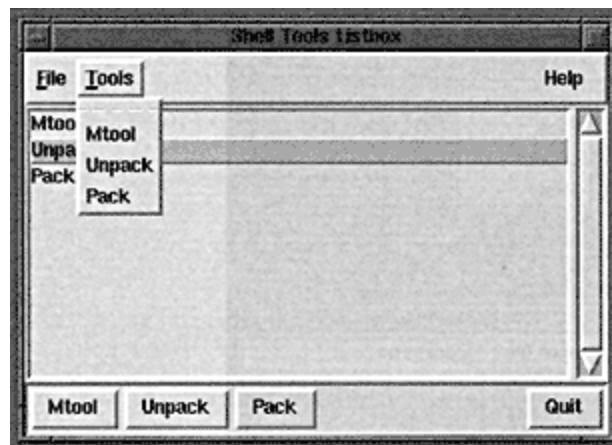 Shell Tools Listbox
File Tools Help
Mtoo
Unpa
Pack
Mtool
Unpack
Pack
Mtool Unpack Pack Quit